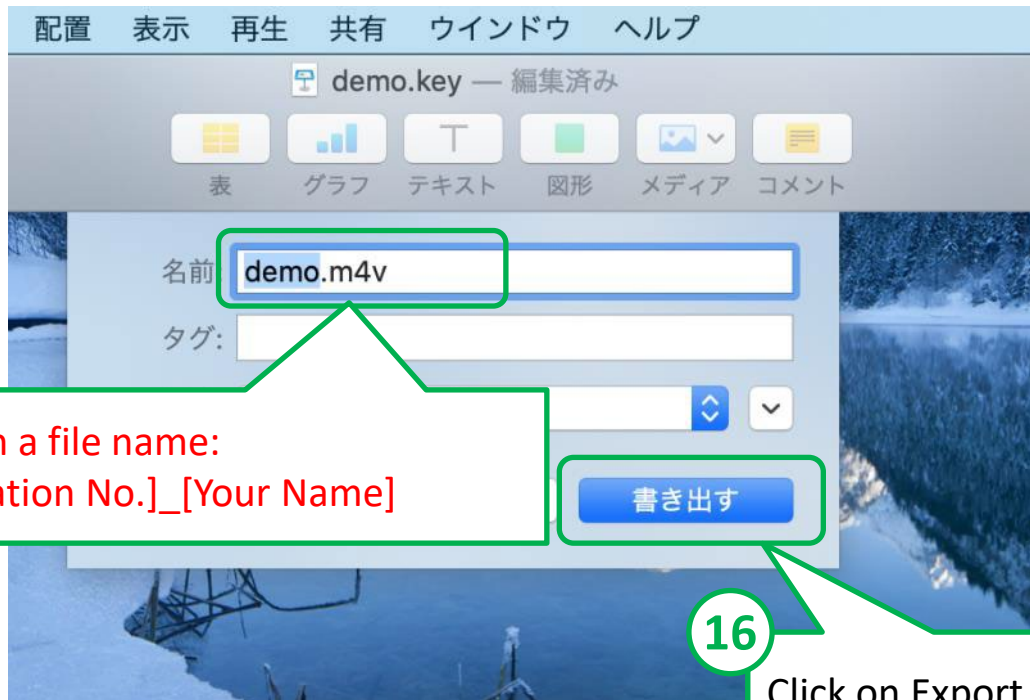 配置 表示 再生 共有 ウインドウ ヘルプ
demo.key — 編集済み
表 グラフ テキスト 図形 メディア コメント
名前: demo.m4v
タグ:
a file name:
No.]_[Your Name]
書き出す
16
Click on Export